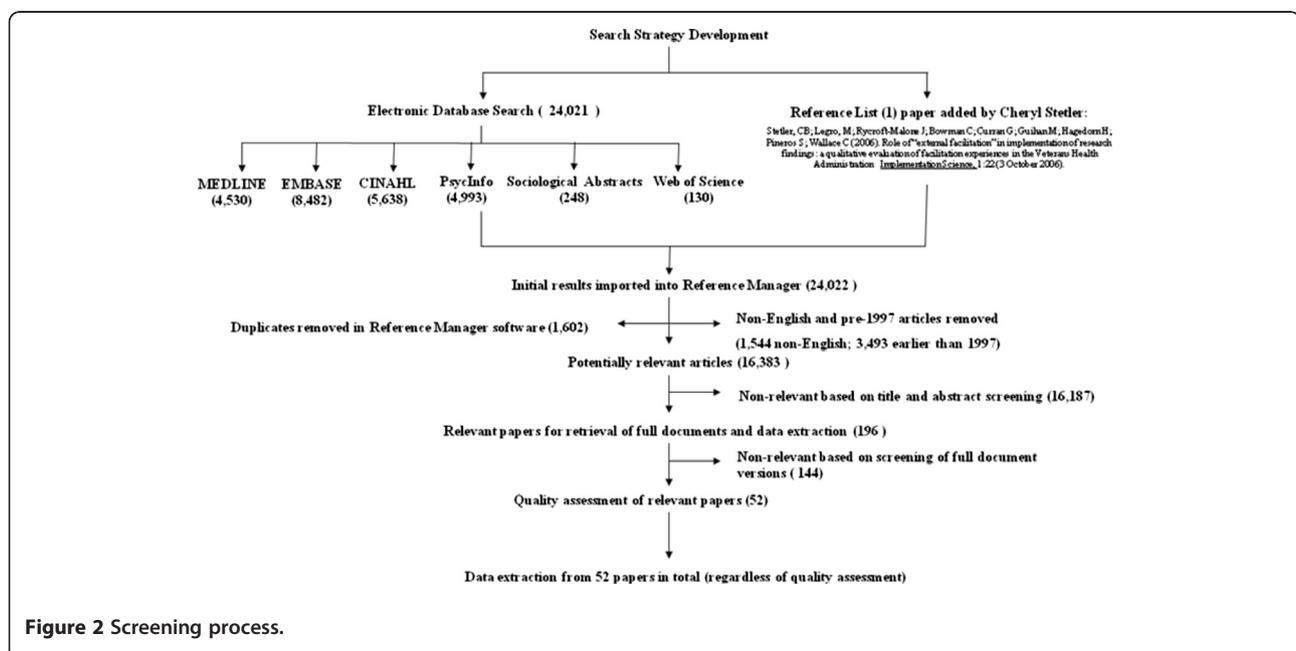 Search Strategy Development
Electronic Database Search ( 24,021 )
Reference List (1) paper added by Cheryl Stetler:
Stetler, CB; Legro, M; Rycroft-Malone J; Bowman C; Curran G; Guihan M; Hagedorn H;
Pineros S; Wallace C (2006). Role of "external facilitation" in implementation of research
findings: a qualitative evaluation of facilitation experiences in the Veterans Health
Administration Implementation Science, 1:22 (3 October 2006).
MEDLINE
(4,530)
EMBASE
(8,482)
CINAHL
(5,638)
PsycInfo
(4,993)
Sociological Abstracts
(248)
Web of Science
(130)
Initial results imported into Reference Manager (24,022 )
Duplicates removed in Reference Manager software (1,602)
Non-English and pre-1997 articles removed
(1,544 non-English; 3,493 earlier than 1997)
Potentially relevant articles (16,383 )
Non-relevant based on title and abstract screening (16,187)
Relevant papers for retrieval of full documents and data extraction (196 )
Non-relevant based on screening of full document
versions ( 144)
Quality assessment of relevant papers (52)
Data extraction from 52 papers in total (regardless of quality assessment)
Figure 2 Screening process.